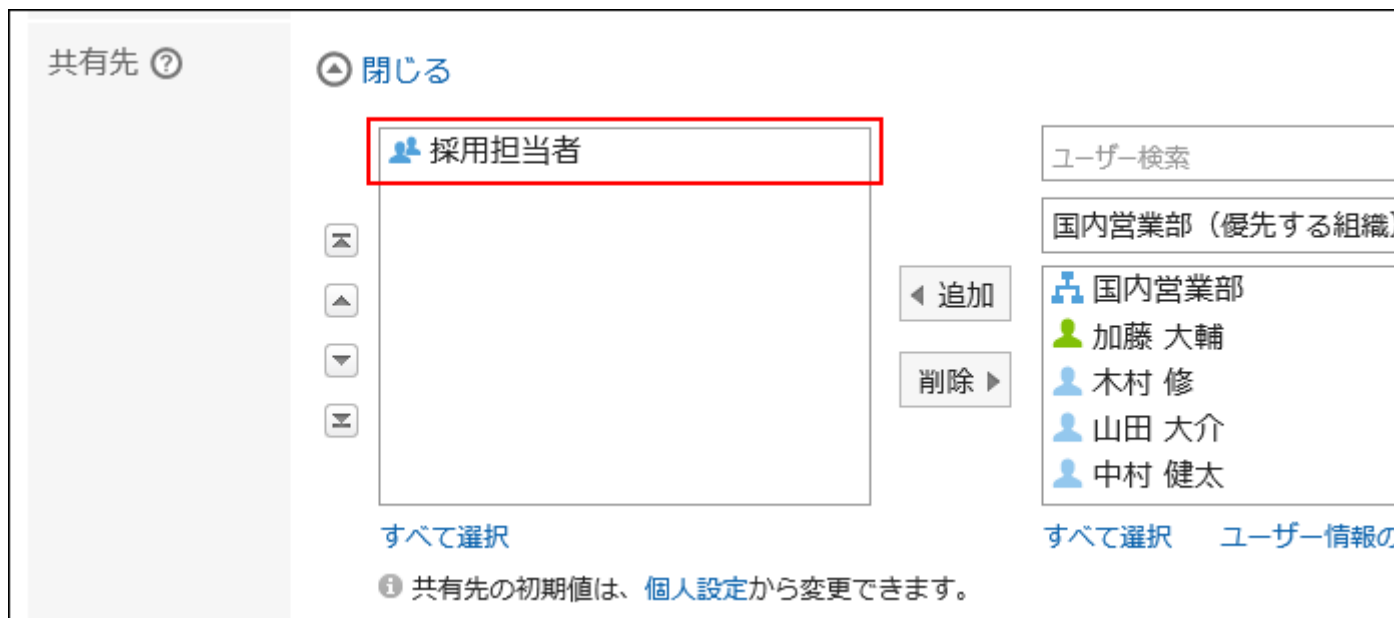 共有先
閉じる
採用担当者
追加
削除
すべて選択
共有先の初期値は、個人設定から変更できます。
ユーザー検索
国内営業部（優先する組織）
国内営業部
加藤 大輔
木村 修
山田 大介
中村 健太
すべて選択 ユーザー情報の